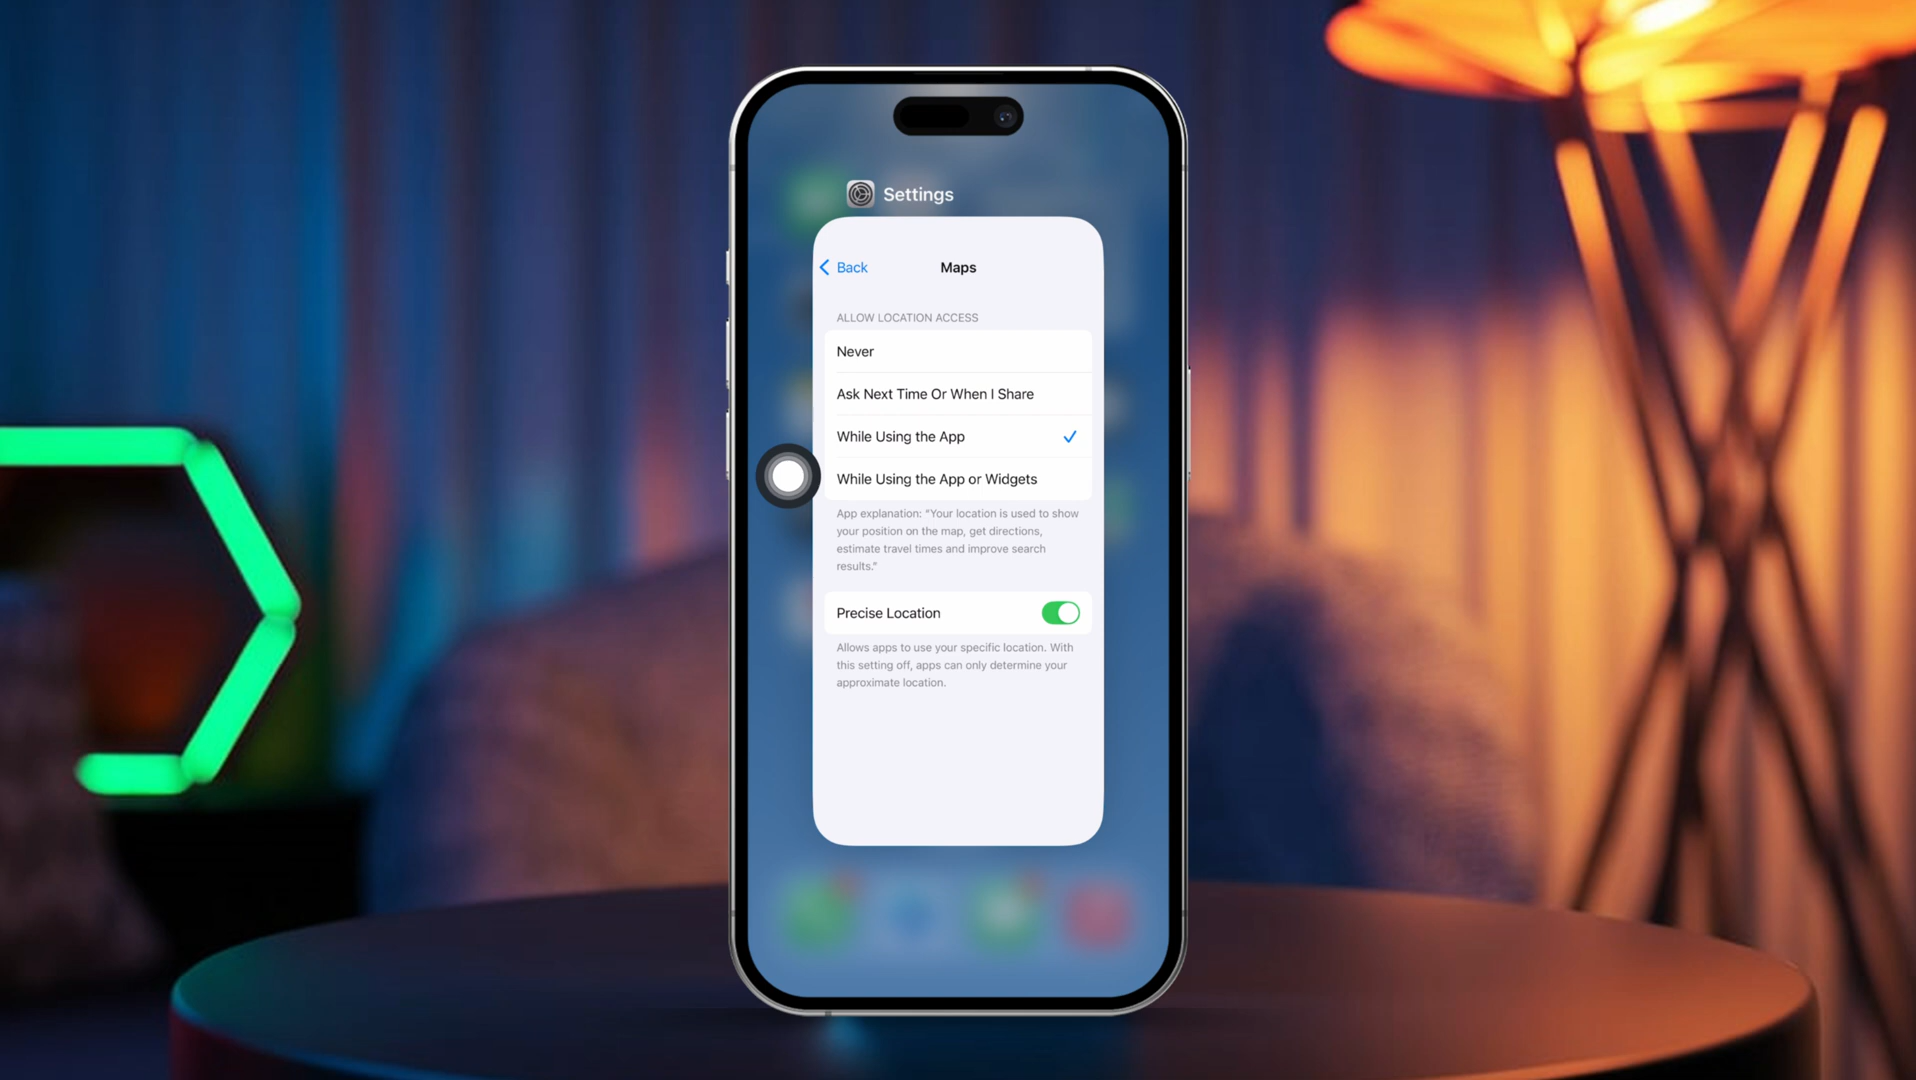 Settings
Back
Maps
ALLOW LOCATION ACCESS
Never
Ask Next Time Or When I Share
While Using the App
While Using the App or Widgets
App explanation: "Your location is used to show
your position on the map, get directions,
estimate travel times and improve search
results."
Precise Location
Allows apps to use your specific location. With
this setting off, apps can only determine your
approximate location.